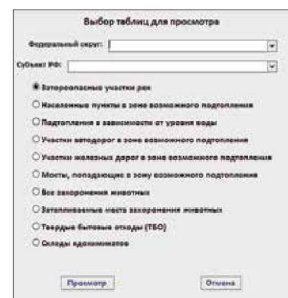 Выбор таблиц для просмотра
Федеральный округ:
Субъект РФ:
Затороопасные участки рек
Населенные пункты в зоне возможного подтопления
Подтопления в зависимости от уровня воды
Участки автодорог в зоне возможного подтопления
Участки железных дорог в зоне возможного подтопления
Мосты, попадающие в зону возможного подтопления
Все захоронения животных
Затапливаемые места захоронения животных
Твердые бытовые отходы (ТБО)
Склады ядохимикатов
Просмотр Отмена